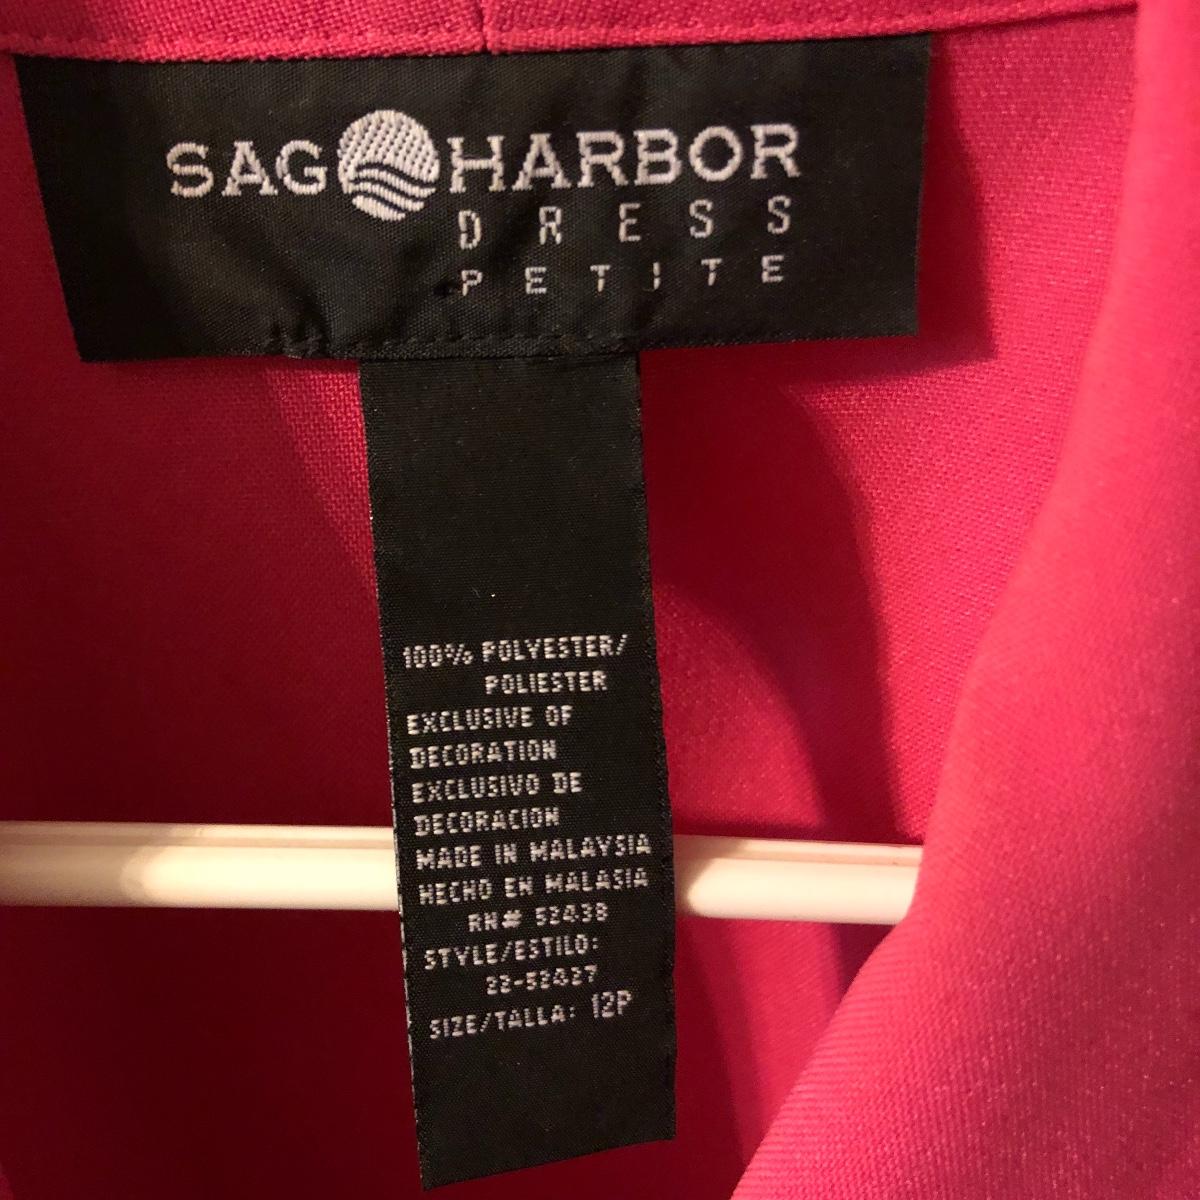 SAG HARBOR
DRESS
PETITE
100% POLYESTER/
POLIESTER
EXCLUSIVE OF
DECORATION
EXCLUSIVO DE
DECORACION
MADE IN MALAYSIA
HECHO EN MALASIA
RN# 52438
STYLE/ESTILO:
22-52427
SIZE/TALLA: 12P